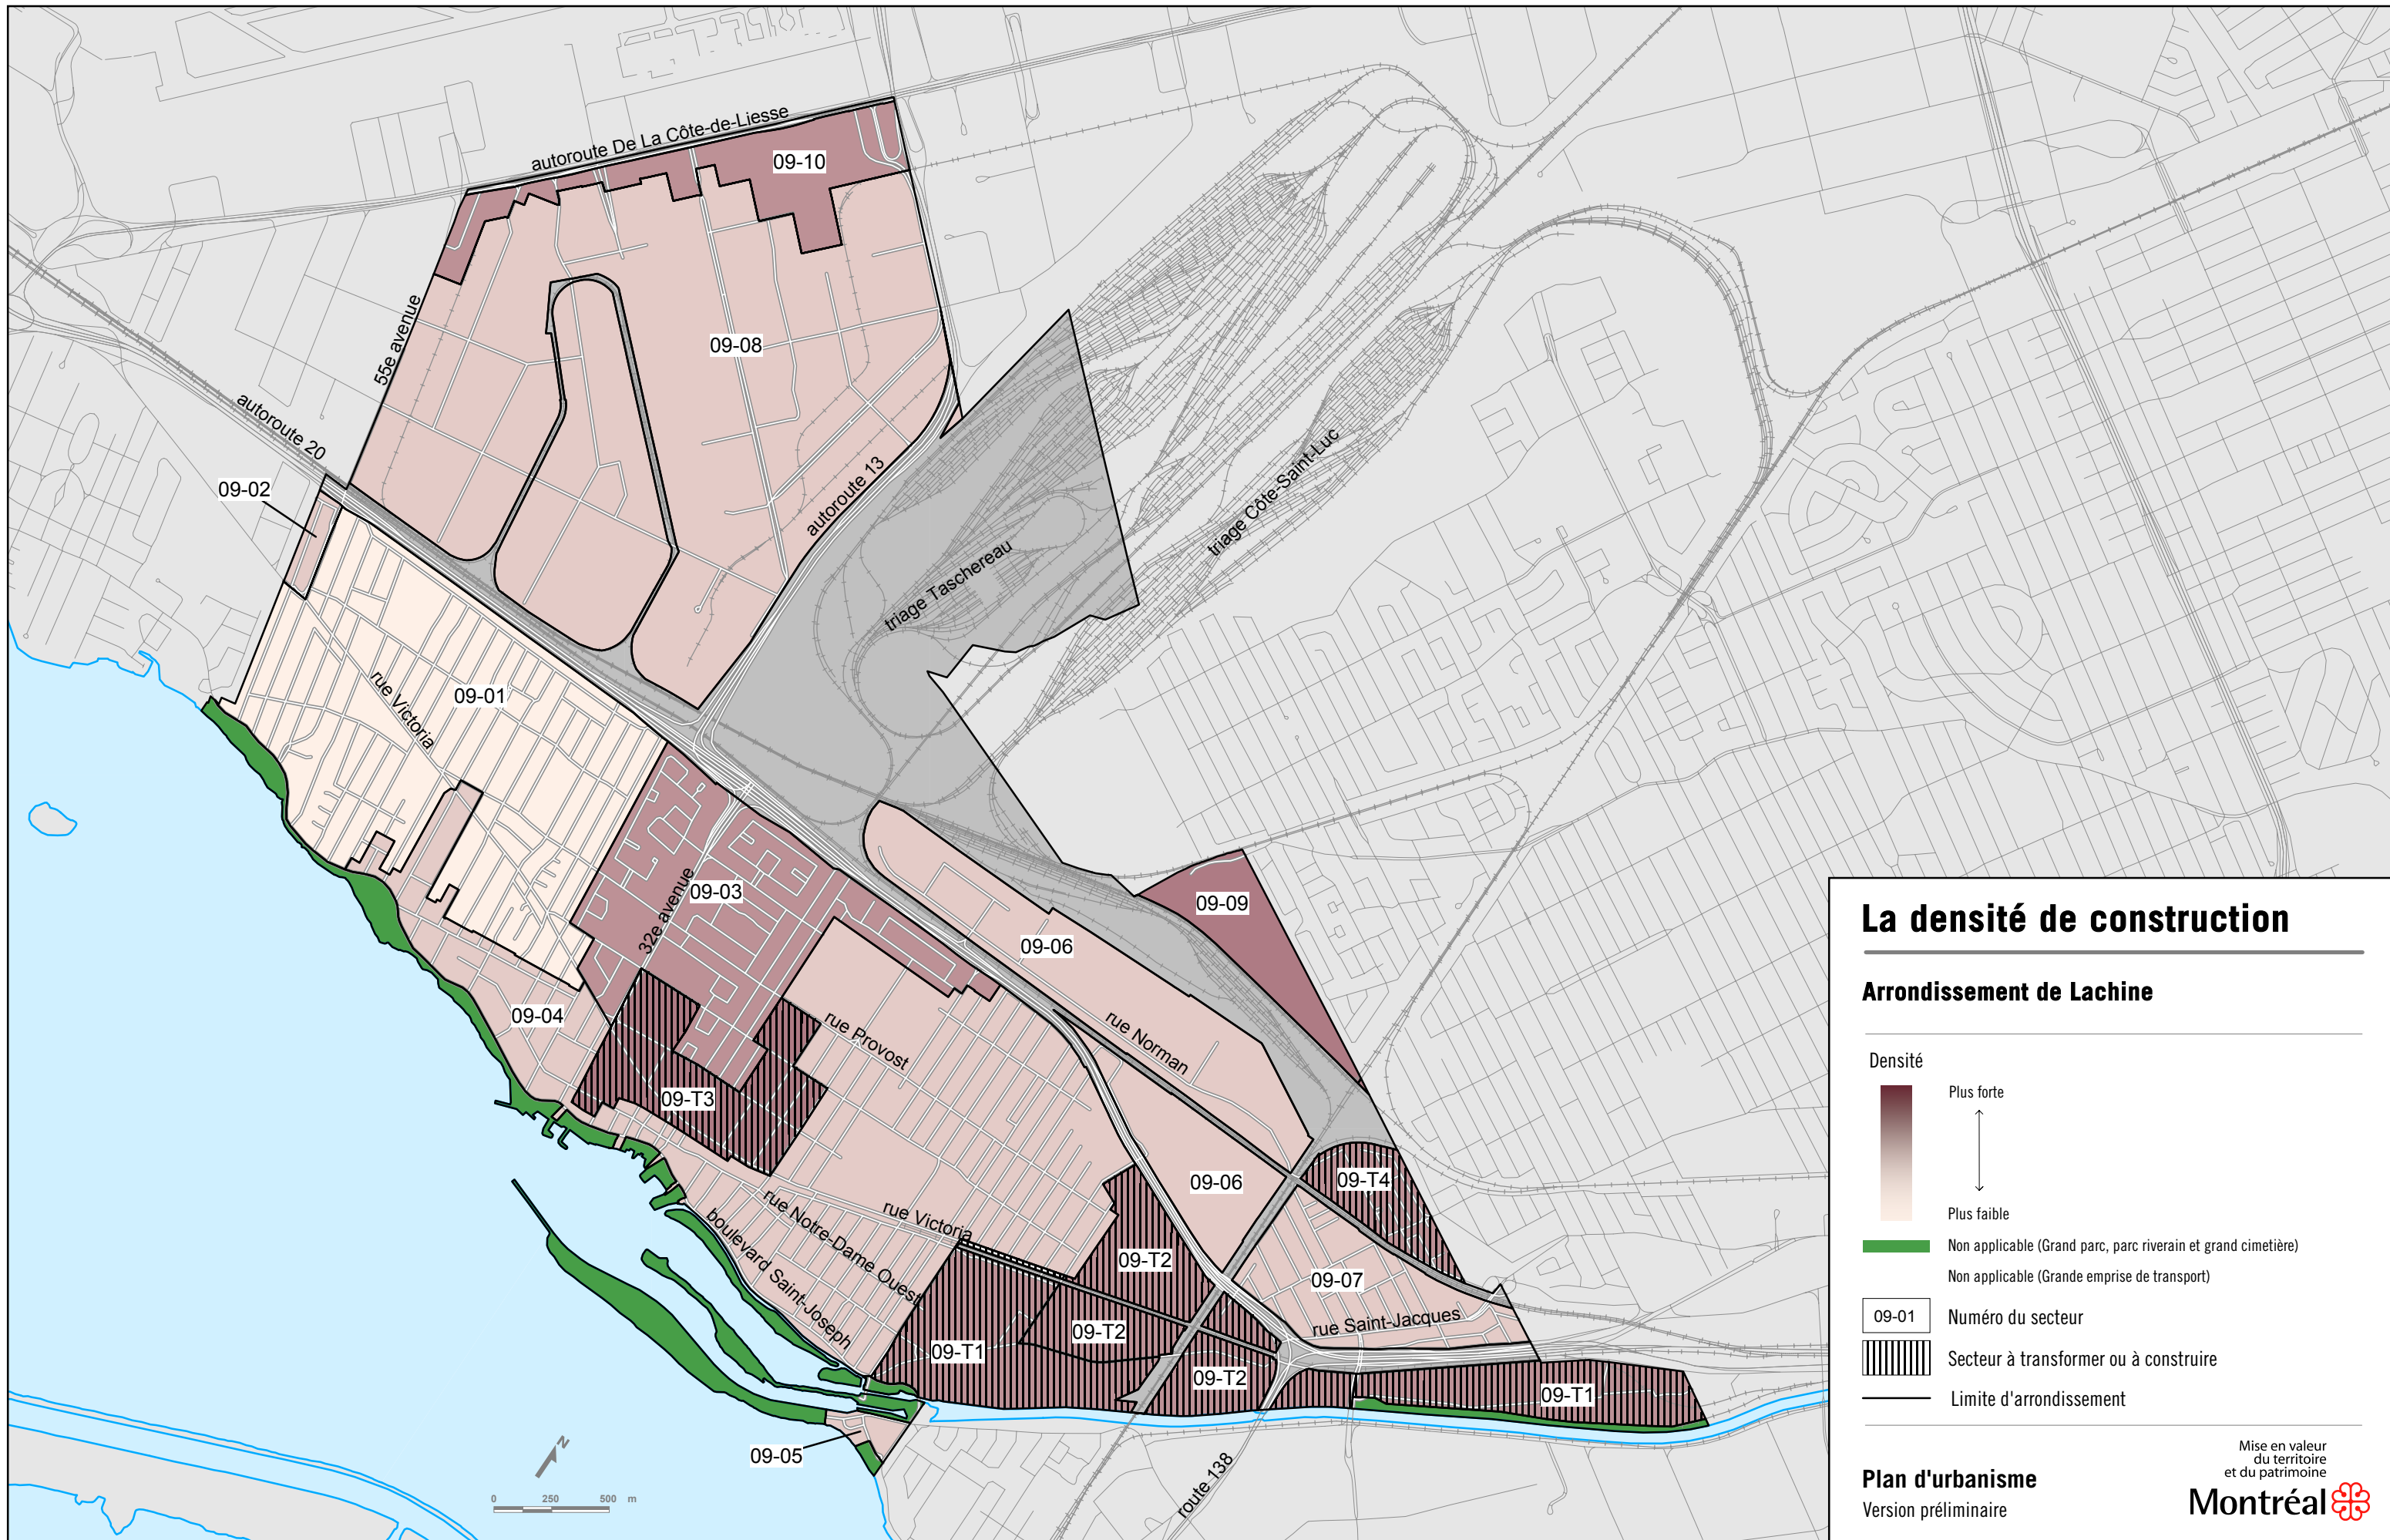 autoroute De La Côte-de-Liesse
09-10
55e avenue
09-08
autoroute 20
09-02
autoroute 13
triage Côte-Saint-Luc
triage Taschereau
09-01
rue Victoria
09-03
32e avenue
09-09
09-06
09-04
rue Provost
rue Norman
09-T3
09-06
09-T4
rue Notre-Dame Ouest
rue Victoria
boulevard Saint-Joseph
09-T2
09-07
rue Saint-Jacques
09-T1
09-T2
09-T2
09-T1
09-05
route 138
N
0 250 500 m
La densité de construction
Arrondissement de Lachine
Densité
Plus forte
Plus faible
Non applicable (Grand parc, parc riverain et grand cimetière)
Non applicable (Grande emprise de transport)
09-01 Numéro du secteur
Secteur à transformer ou à construire
Limite d'arrondissement
Plan d'urbanisme
Version préliminaire
Mise en valeur
du territoire
et du patrimoine
Montréal